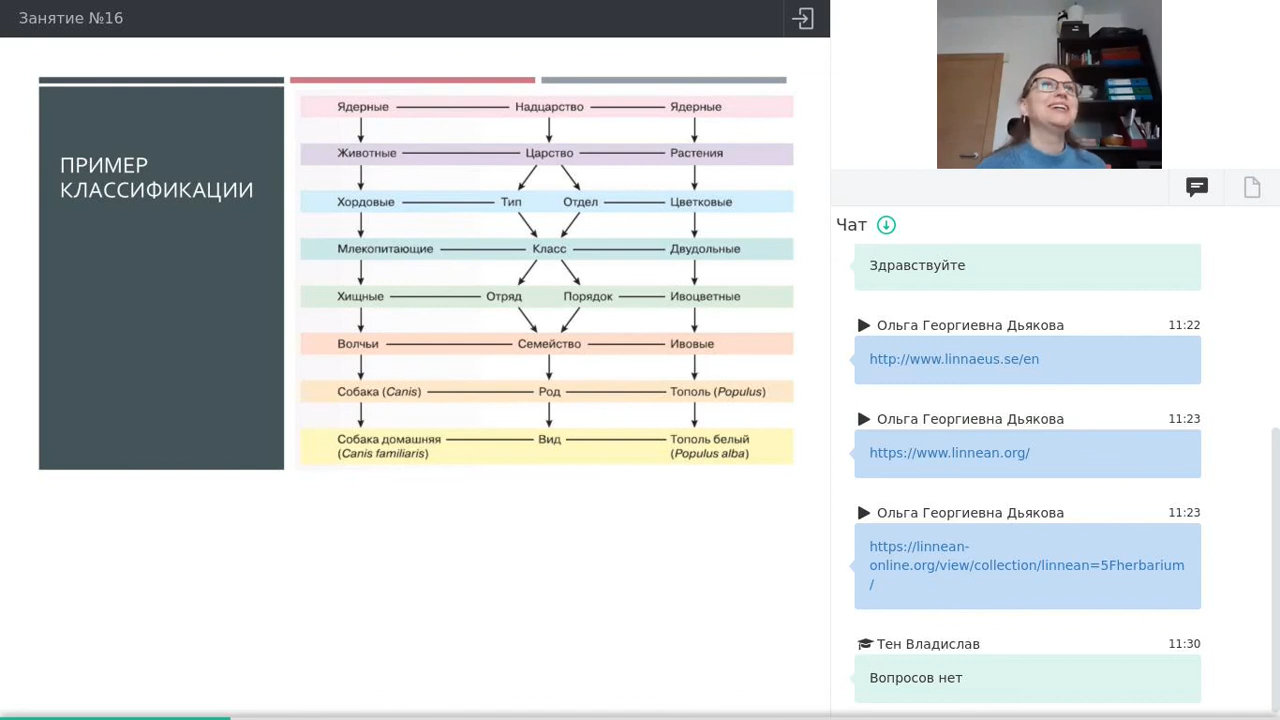 Занятие №16
ПРИМЕР
КЛАССИФИКАЦИИ
Ядерные Надцарство Ядерные
Животные Царство Растения
Хордовые Тип Отдел Цветковые
Млекопитающие Класс Двудольные
Хищные Отряд Порядок Ивоцветные
Волчьи Семейство Ивовые
Собака (Canis) Род Тополь (Populus)
Собака домашняя Вид Тополь белый
(Canis familiaris) (Populus alba)
Чат
Здравствуйте
Ольга Георгиевна Дьякова 11:22
http://www.linnaeus.se/en
Ольга Георгиевна Дьякова 11:23
https://www.linnean.org/
Ольга Георгиевна Дьякова 11:23
https://linnean-
online.org/view/collection/linnean=5Fherbarium
/
Тен Владислав 11:30
Вопросов нет